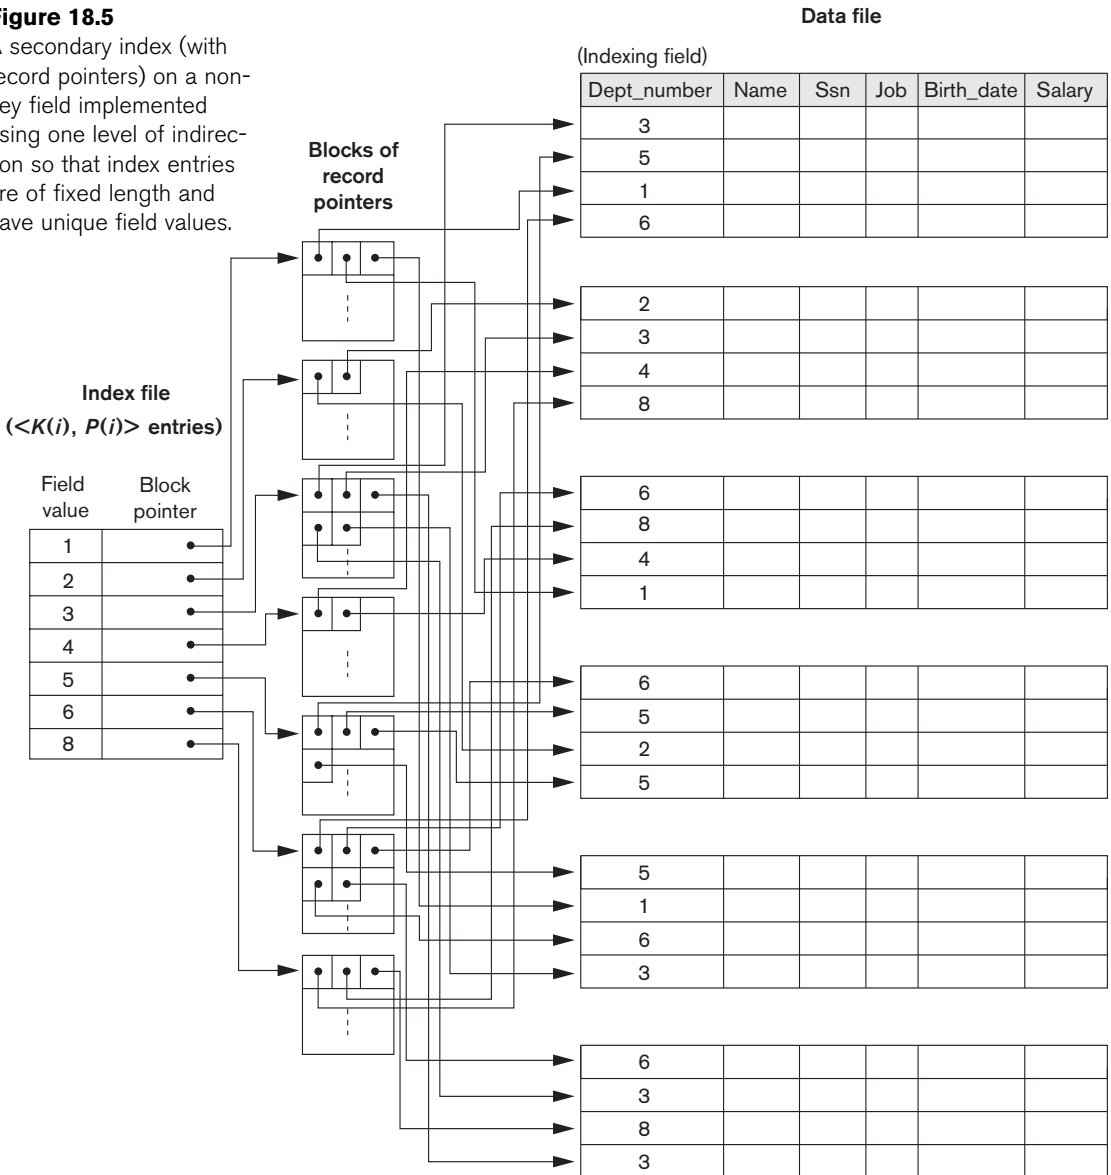 igure 18.5
A secondary index (with
record pointers) on a non-
key field implemented
using one level of indirec-
ion so that index entries
are of fixed length and
have unique field values.
Data file
(Indexing field)
Dept_number Name Ssn Job Birth_date Salary
3
5
1
6
2
3
4
8
6
8
4
1
6
5
2
5
5
1
6
3
6
3
8
3
Blocks of
record
pointers
Index file
(<K(i), P(i)> entries)
Field value
Block pointer
1
2
3
4
5
6
8